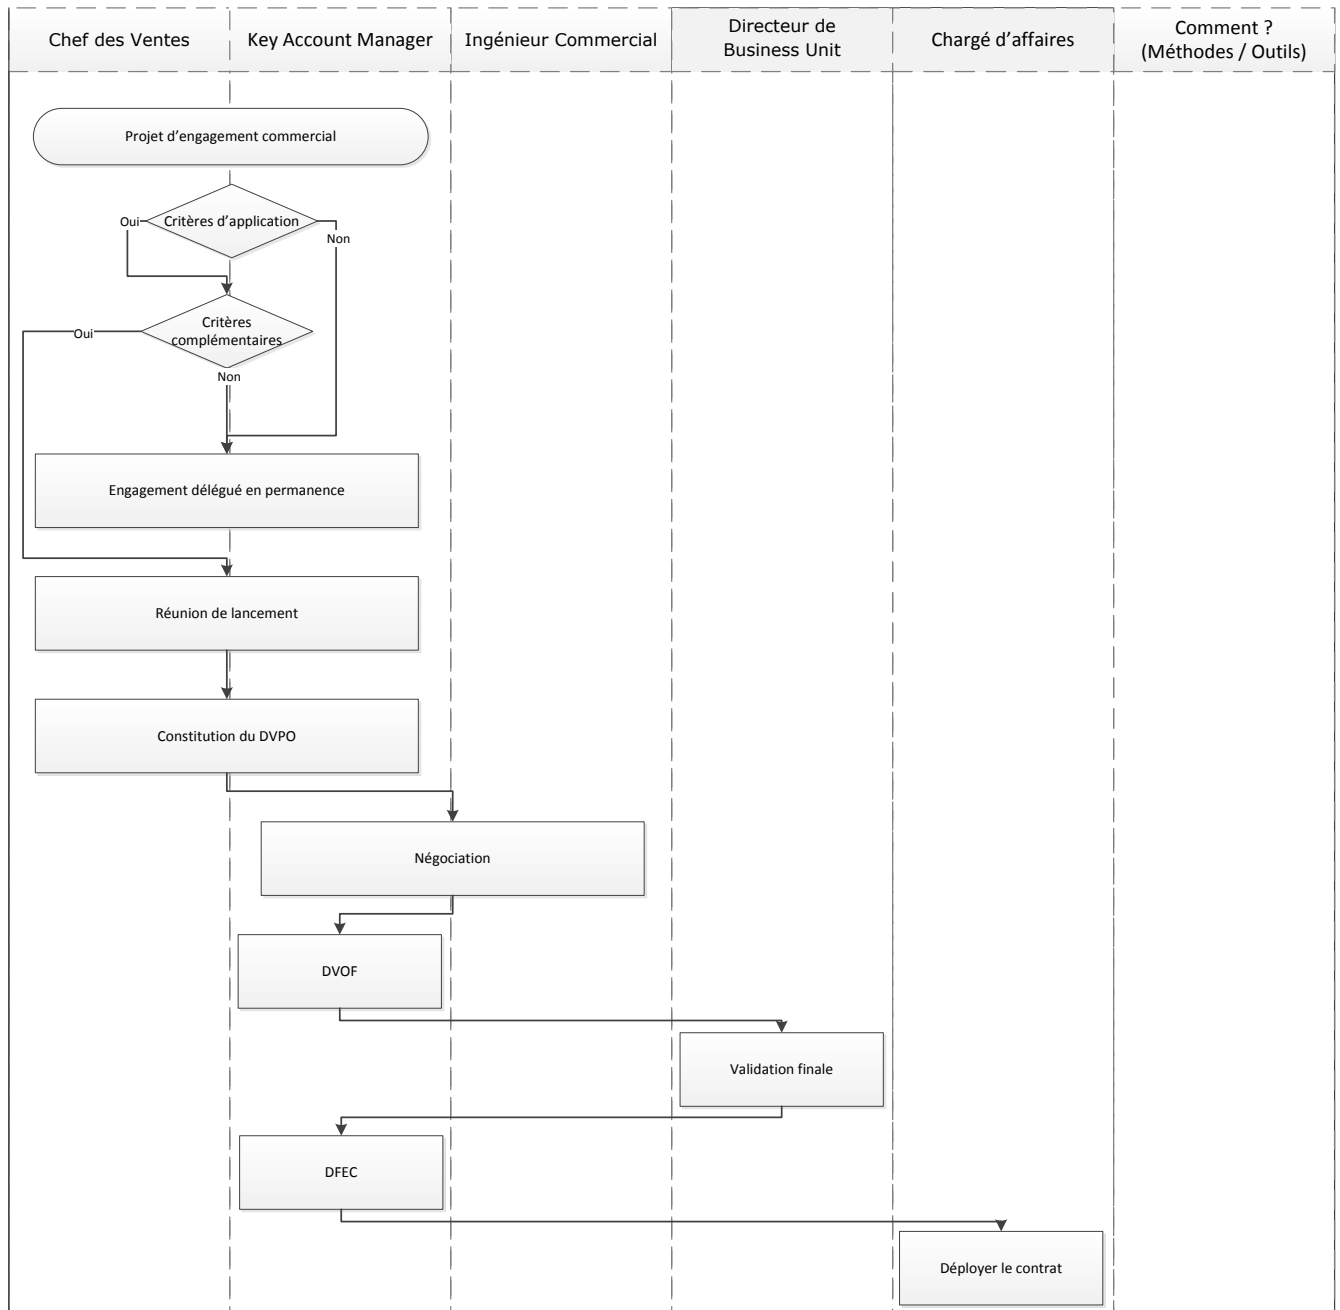 Chef des Ventes
Key Account Manager
Ingénieur Commercial
Directeur de
Business Unit
Chargé d’affaires
Comment ?
(Méthodes / Outils)
Projet d’engagement commercial
Critères d’application
Oui
Non
Critères
complémentaires
Oui
Non
Engagement délégué en permanence
Réunion de lancement
Constitution du DVPO
Négociation
DVOF
Validation finale
DFEC
Déployer le contrat